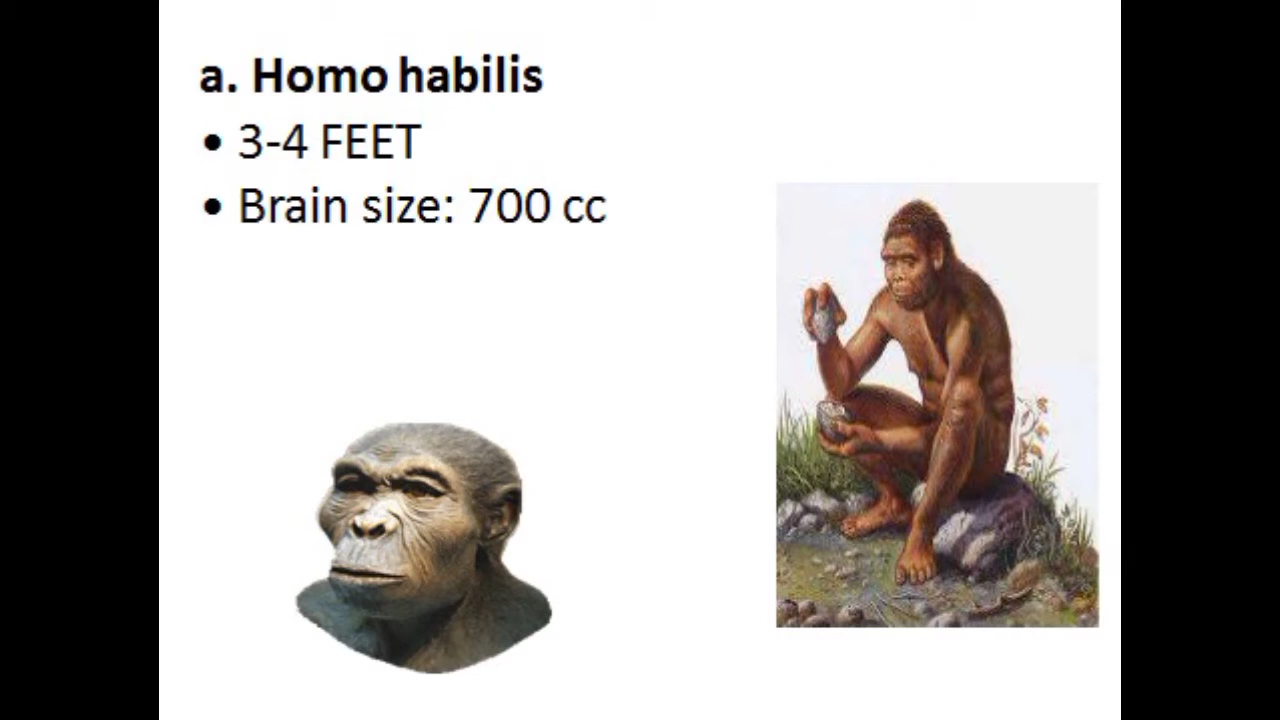 a. Homo habilis
• 3-4 FEET
• Brain size: 700 cc